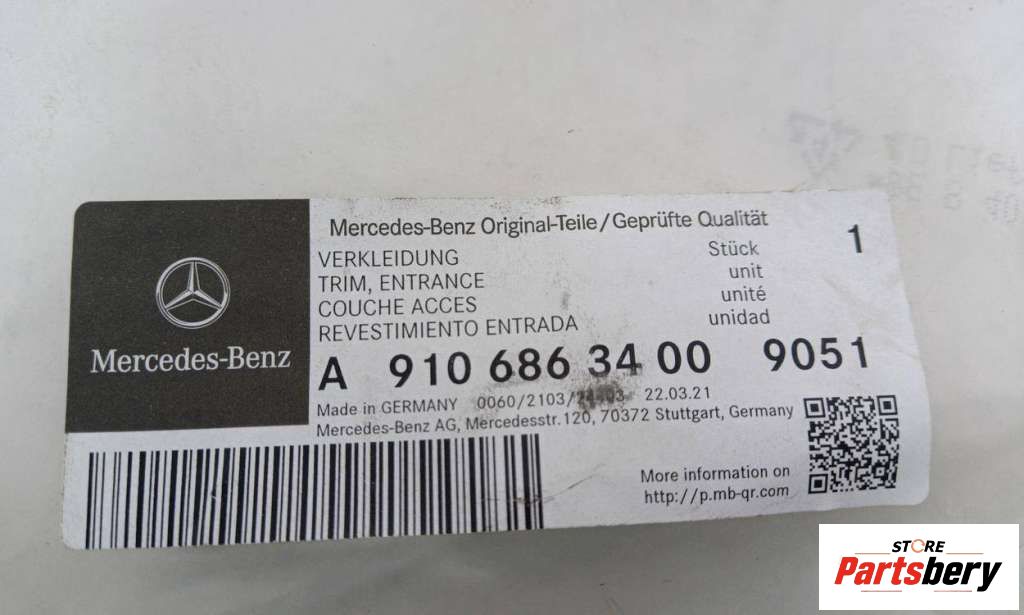 Mercedes-Benz Original-Teile/Geprüfte Qualität
VERKLEIDUNG
TRIM, ENTRANCE
COUCHE ACCES
REVESTIMIENTO ENTRADA
Stück
unit
unité
unidad
1
Mercedes-Benz
A 910 686 34 00 9051
Made in GERMANY 0060/2103/ 22.03.21
Mercedes-Benz AG, Mercedesstr.120, 70372 Stuttgart, Germany
More information on
http://p.mb-qr.com
STORE
Partsbery